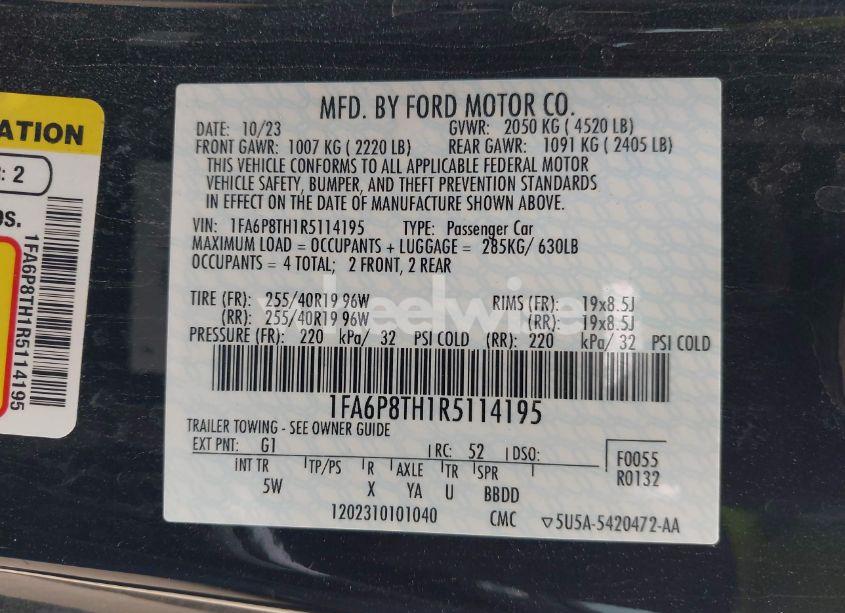 ATION
: 2
OS.
1FA6P8TH1R5114195
MFD. BY FORD MOTOR CO.
DATE: 10/23 GVWR: 2050 KG ( 4520 LB)
FRONT GAWR: 1007 KG ( 2220 LB) REAR GAWR: 1091 KG ( 2405 LB)
THIS VEHICLE CONFORMS TO ALL APPLICABLE FEDERAL MOTOR
VEHICLE SAFETY, BUMPER, AND THEFT PREVENTION STANDARDS
IN EFFECT ON THE DATE OF MANUFACTURE SHOWN ABOVE.
VIN: 1FA6P8TH1R5114195 TYPE: Passenger Car
MAXIMUM LOAD = OCCUPANTS + LUGGAGE = 285KG/ 630LB
OCCUPANTS = 4 TOTAL; 2 FRONT, 2 REAR
TIRE (FR): 255/40R19 96W RIMS (FR): 19x8.5J
(RR): 255/40R19 96W (RR): 19x8.5J
PRESSURE (FR): 220 kPa/ 32 PSI COLD (RR): 220 kPa/ 32 PSI COLD
1FA6P8TH1R5114195
TRAILER TOWING - SEE OWNER GUIDE
EXT PNT: G1 RC: 52 DSO:
F0055
R0132
INT TR TP/PS R AXLE TR SPR
5W X YA U BBDD
1202310101040 CMC ▽5U5A-5420472-AA